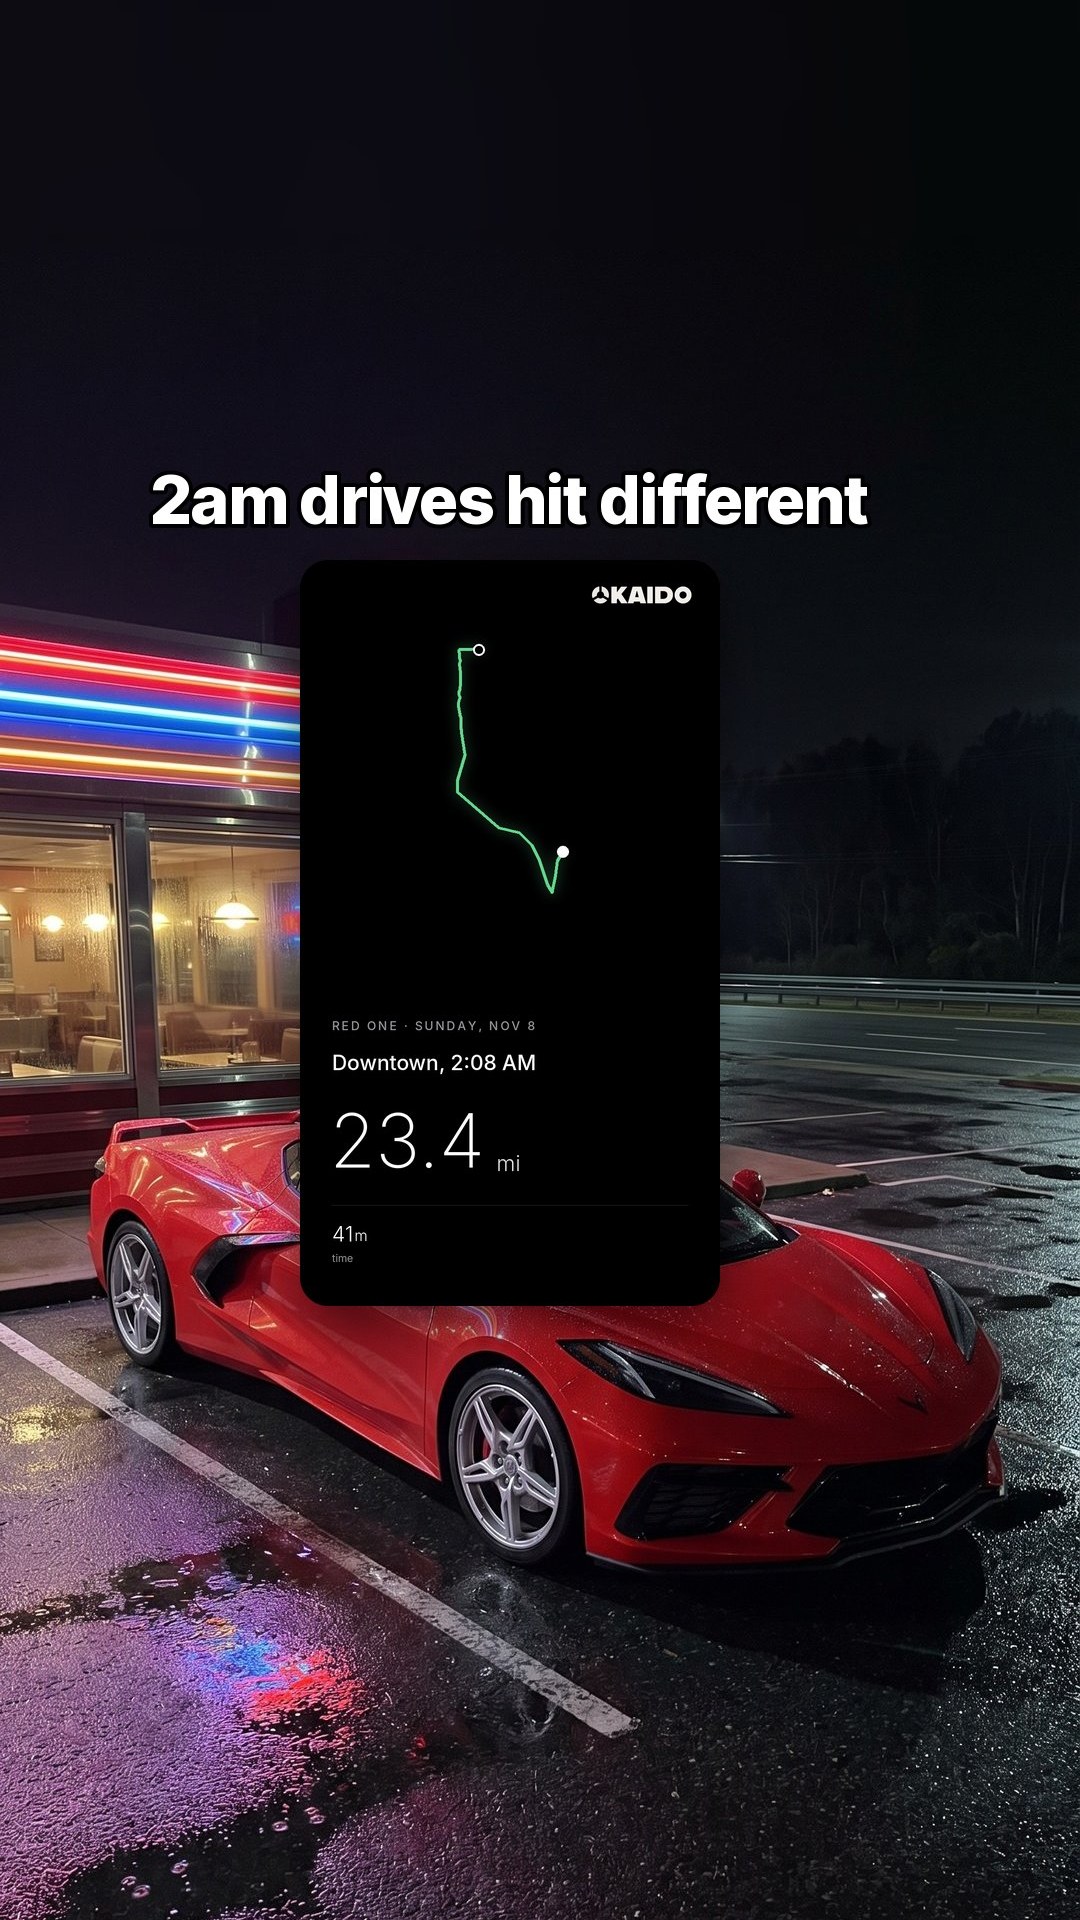 2am drives hit different
KAIDO
RED ONE · SUNDAY, NOV 8
Downtown, 2:08 AM
23.4 mi
41m
time